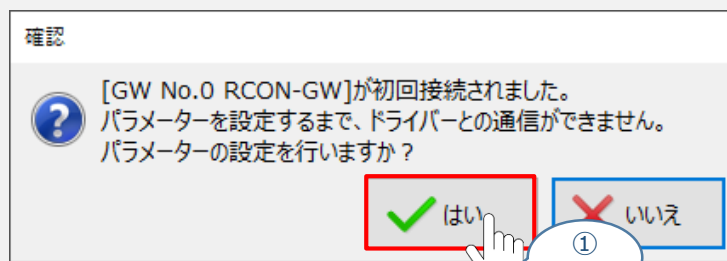 確認
[GW No.0 RCON-GW]が初回接続されました。
パラメーターを設定するまで、ドライバーとの通信ができません。
パラメーターの設定を行いますか？
はい いいえ
①